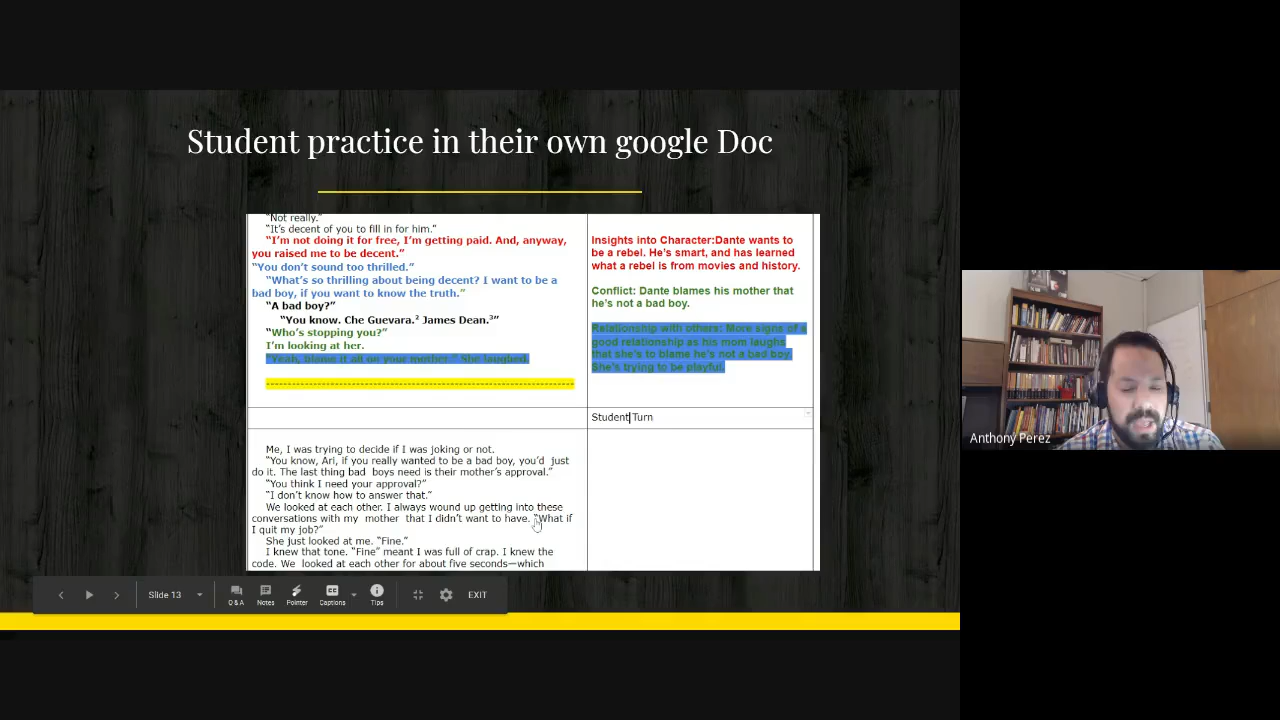 Student practice in their own google Doc
"Not really."
"It's decent of you to fill in for him."
"I'm not doing it for free, I'm getting paid. And, anyway,
you raised me to be decent."
"You don't sound too thrilled."
"What's so thrilling about being decent? I want to be a
bad boy, if you want to know the truth."
"A bad boy?"
"You know. Che Guevara.² James Dean.³"
"Who's stopping you?"
I'm looking at her.
"Yeah, blame it all on your mother." She laughed.
Insights into Character:Dante wants to
be a rebel. He's smart, and has learned
what a rebel is from movies and history.
Conflict: Dante blames his mother that
he's not a bad boy.
Relationship with others: More signs of a
good relationship as his mom laughs
that she's to blame he's not a bad boy.
She's trying to be playful.
Student Turn
Me, I was trying to decide if I was joking or not.
"You know, Ari, if you really wanted to be a bad boy, you'd just
do it. The last thing bad boys need is their mother's approval."
"You think I need your approval?"
"I don't know how to answer that."
We looked at each other. I always wound up getting into these
conversations with my mother that I didn't want to have. "What if
I quit my job?"
She just looked at me. "Fine."
I knew that tone. "Fine" meant I was full of crap. I knew the
code. We looked at each other for about five seconds—which
Slide 13
Q & A
Notes
Pointer
Captions
Tips
EXIT
Anthony Perez